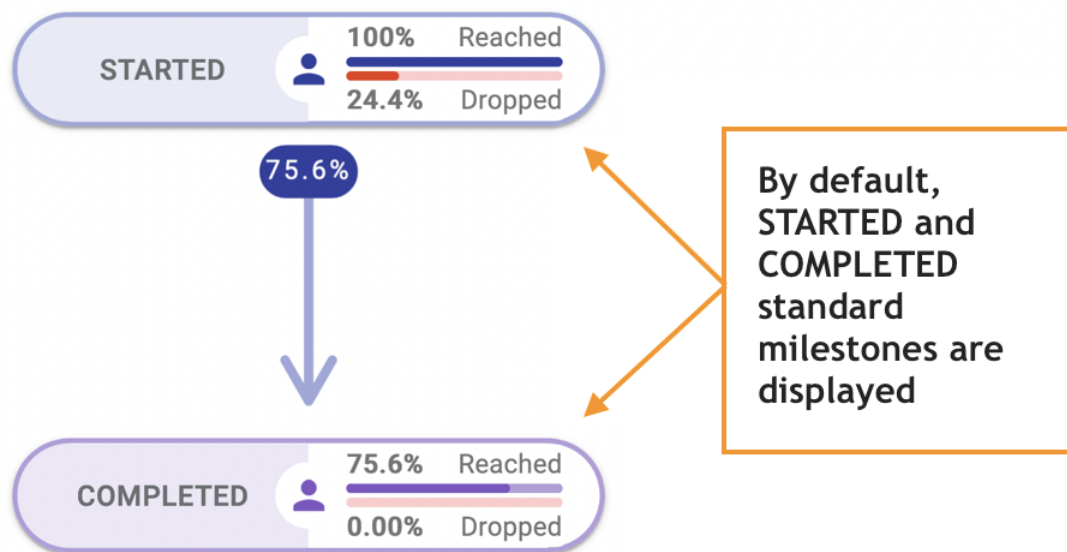 100% Reached
STARTED
24.4% Dropped
75.6%
By default,
STARTED and
COMPLETED
standard
milestones are
displayed
75.6% Reached
COMPLETED
0.00% Dropped